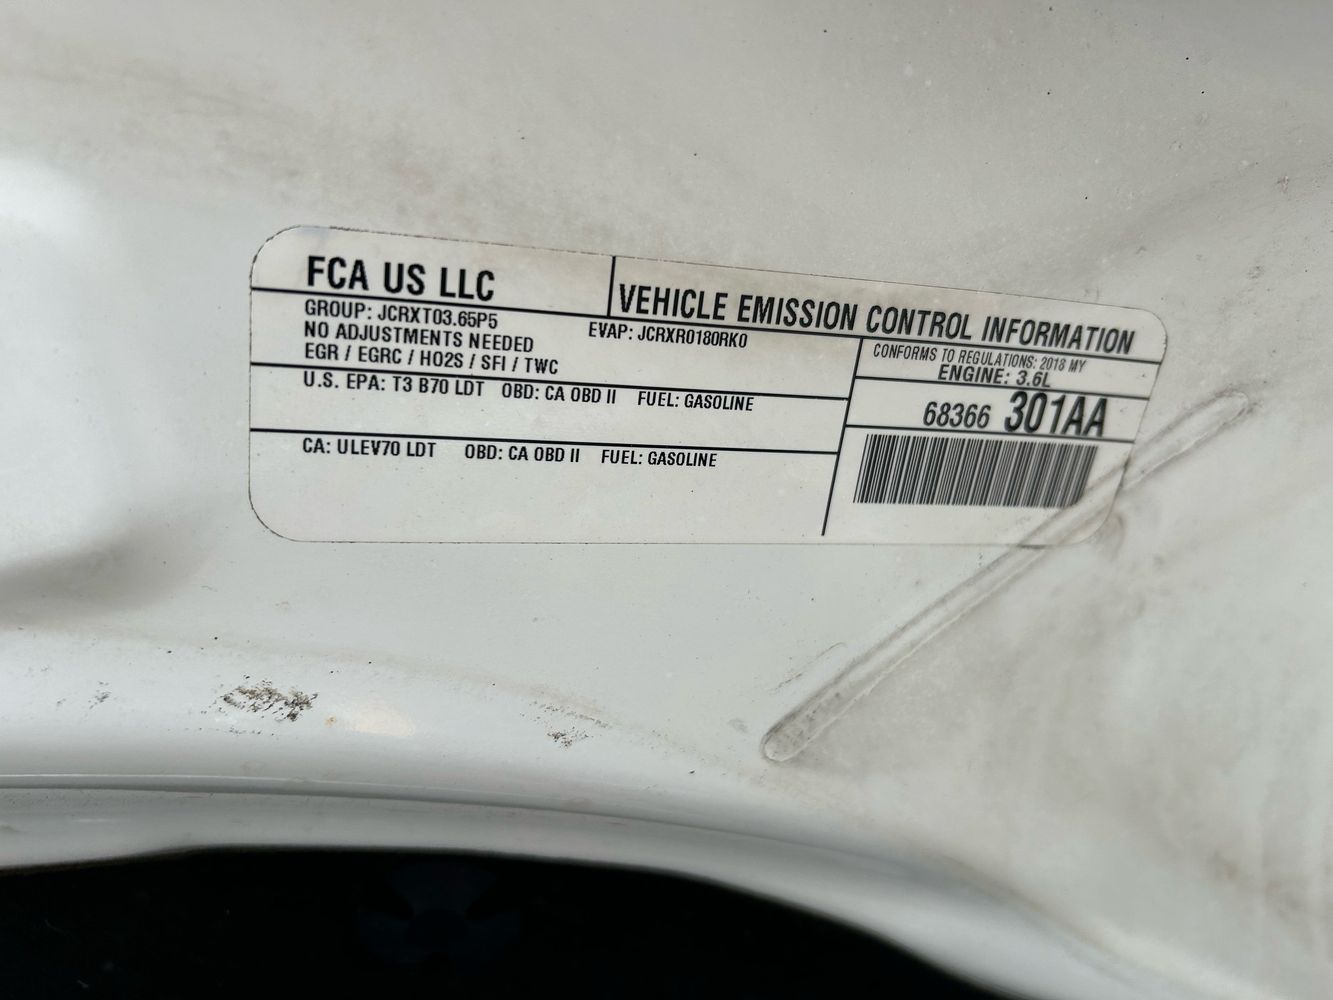 FCA US LLC
VEHICLE EMISSION CONTROL INFORMATION
GROUP: JCRXT03.65P5 EVAP: JCRXR0180RK0
NO ADJUSTMENTS NEEDED
EGR / EGRC / HO2S / SFI / TWC
CONFORMS TO REGULATIONS: 2018 MY
ENGINE: 3.6L
U.S. EPA: T3 B70 LDT OBD: CA OBD II FUEL: GASOLINE
68366 301AA
CA: ULEV70 LDT OBD: CA OBD II FUEL: GASOLINE